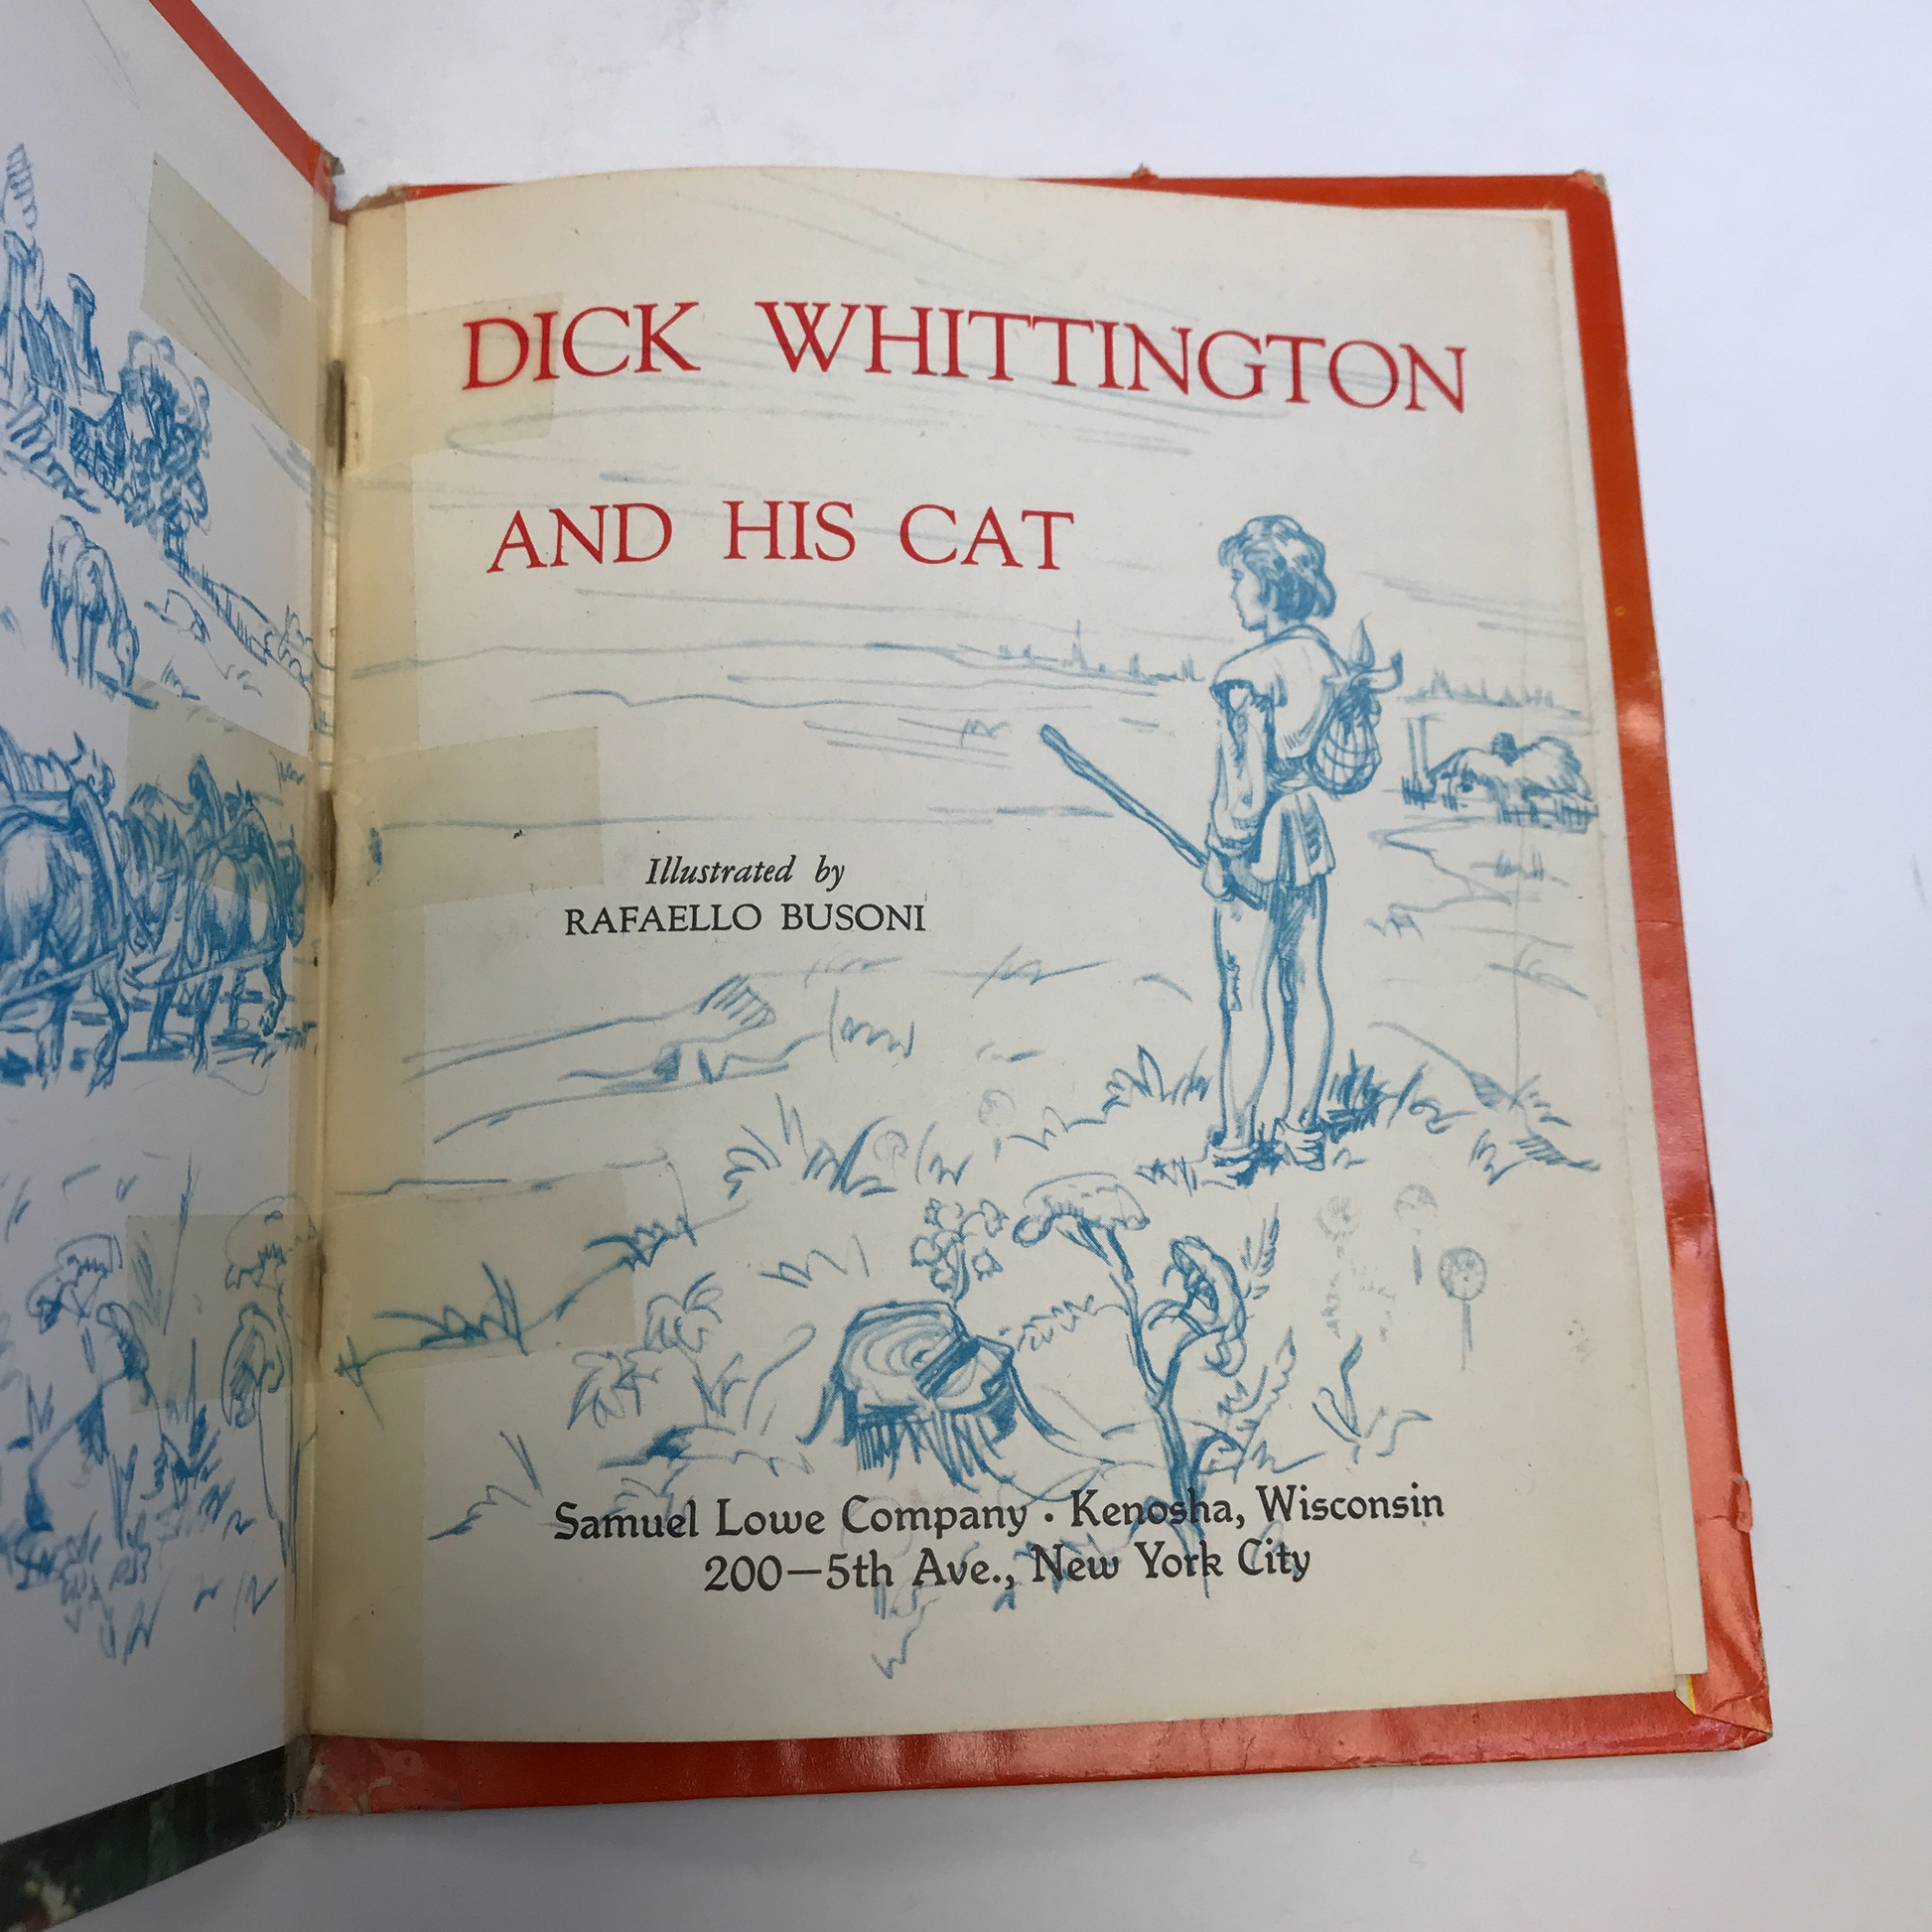 DICK WHITTINGTON
AND HIS CAT
Illustrated by
RAFAELLO BUSONI
Samuel Lowe Company · Kenosha, Wisconsin
200—5th Ave., New York City